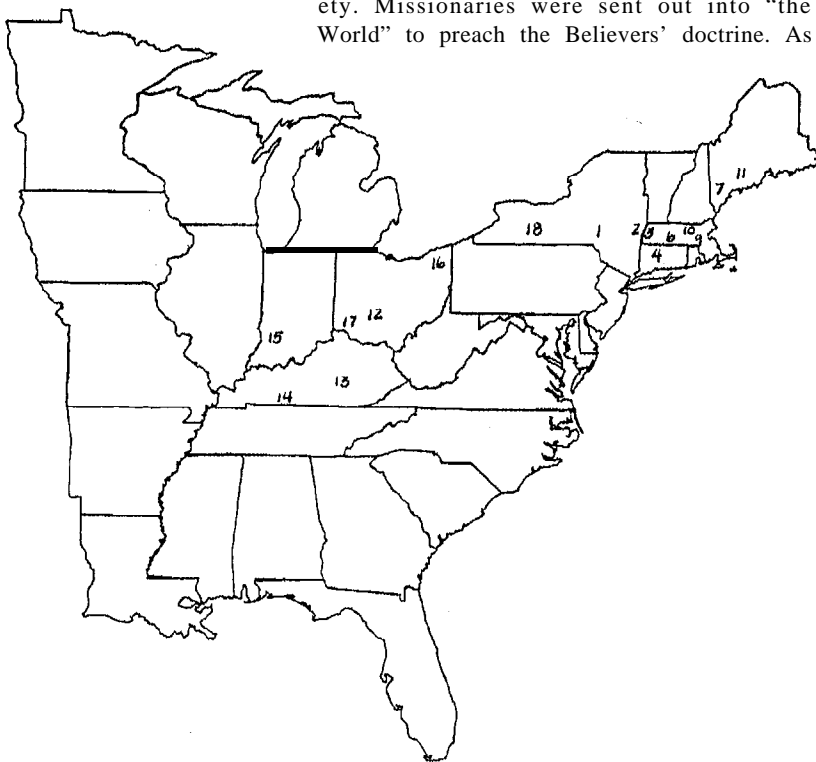 ety. Missionaries were sent out into “the
World” to preach the Believers’ doctrine. As
7 11
18 1 2 3 6 10 9
4
16
17 12
15
13
14